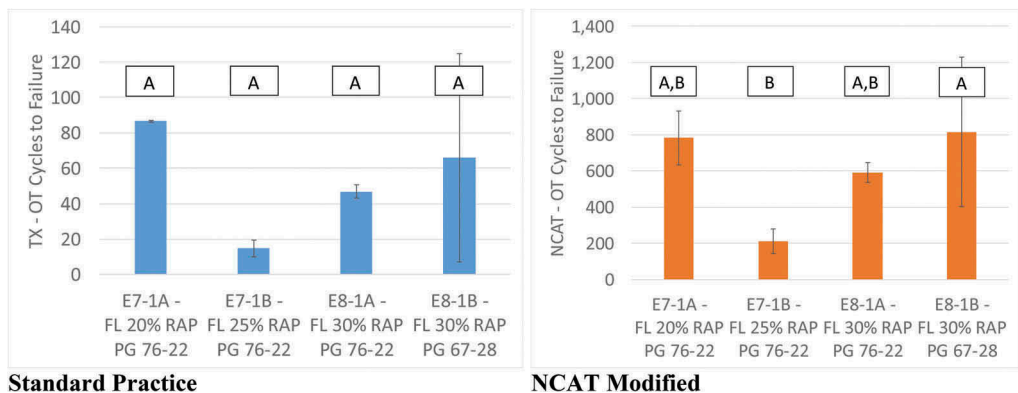 TX - OT Cycles to Failure
140
120
100
80
60
40
20
0
A
A
A
A
E7-1A -
FL 20% RAP
PG 76-22
E7-1B -
FL 25% RAP
PG 76-22
E8-1A -
FL 30% RAP
PG 76-22
E8-1B -
FL 30% RAP
PG 67-28
Standard Practice
NCAT - OT Cycles to Failure
1,400
1,200
1,000
800
600
400
200
0
A,B
B
A,B
A
E7-1A -
FL 20% RAP
PG 76-22
E7-1B -
FL 25% RAP
PG 76-22
E8-1A -
FL 30% RAP
PG 76-22
E8-1B -
FL 30% RAP
PG 67-28
NCAT Modified